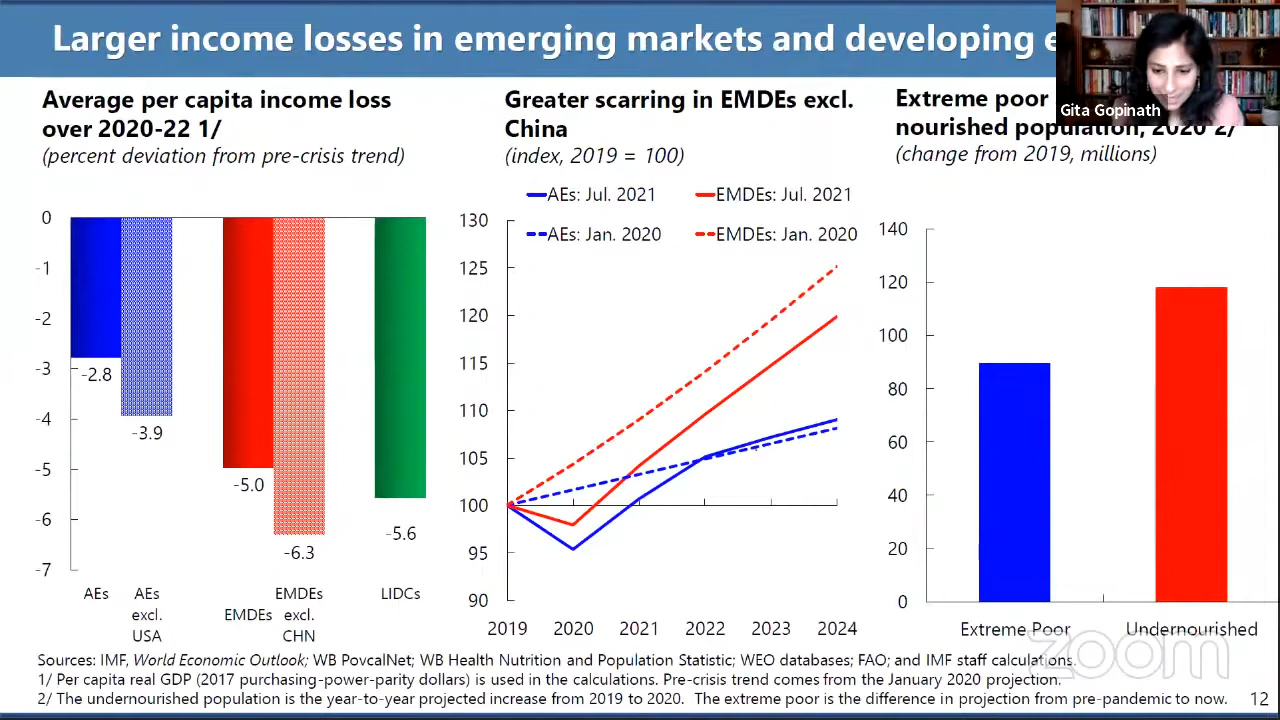 Larger income losses in emerging markets and developing
Gita Gopinath
Average per capita income loss
over 2020-22 1/
(percent deviation from pre-crisis trend)
0
-1
-2
-3
-4
-5
-6
-7
-2.8
-3.9
-5.0
-6.3
-5.6
AEs
AEs
excl.
USA
EMDEs
EMDEs
excl.
CHN
LIDCs
Greater scarring in EMDEs excl.
China
(index, 2019 = 100)
AEs: Jul. 2021
EMDEs: Jul. 2021
AEs: Jan. 2020
EMDEs: Jan. 2020
130
125
120
115
110
105
100
95
90
2019 2020 2021 2022 2023 2024
Extreme poor
nourished population, 2020 2/
(change from 2019, millions)
140
120
100
80
60
40
20
0
Extreme Poor
Undernourished
zoom
Sources: IMF, World Economic Outlook; WB PovcalNet; WB Health Nutrition and Population Statistic; WEO databases; FAO; and IMF staff calculations.
1/ Per capita real GDP (2017 purchasing-power-parity dollars) is used in the calculations. Pre-crisis trend comes from the January 2020 projection.
2/ The undernourished population is the year-to-year projected increase from 2019 to 2020. The extreme poor is the difference in projection from pre-pandemic to now.
12